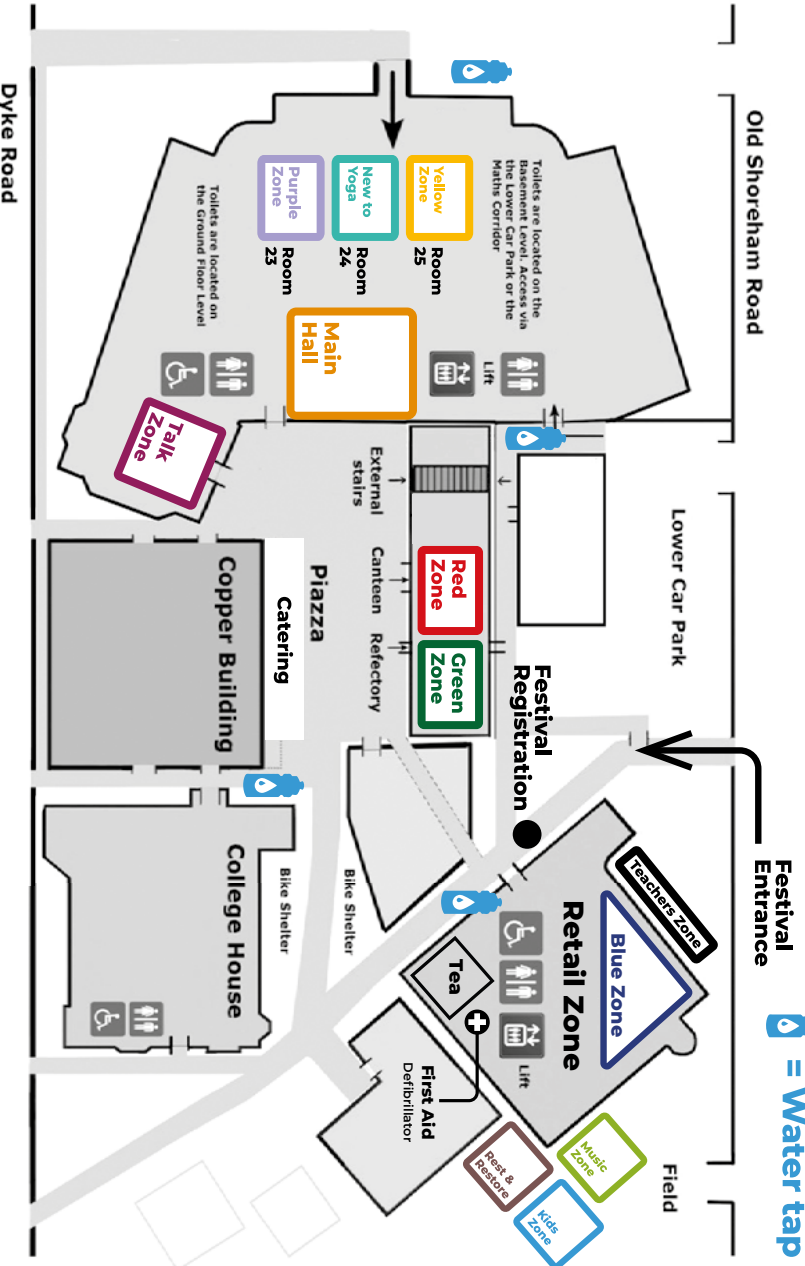 Dyke Road
Old Shoreham Road
Toilets are located on the
Basement Level. Access via
the Lower Car Park or the
Maths Corridor
Yellow
Zone
Room
25
New to
Yoga
Room
24
Purple
Zone
Room
23
Toilets are located on
the Ground Floor Level
Main
Hall
Lift
Talk
Zone
External
stairs
Canteen
Refectory
Red
Zone
Green
Zone
Lower Car Park
Piazza
Catering
Copper Building
Festival
Registration
Festival
Entrance
Teachers Zone
Blue Zone
Retail Zone
Tea
Lift
First Aid
Defibrillator
Bike Shelter
Bike Shelter
College House
Music
Zone
Rest &
Restore
Kids
Zone
Field
= Water tap